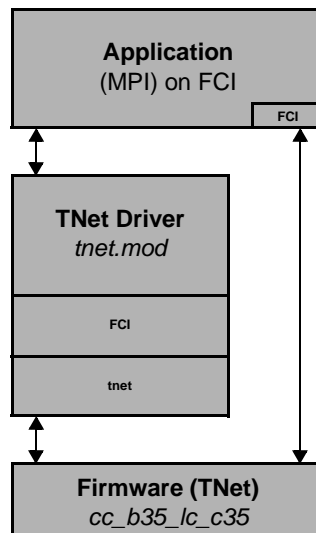 Application
(MPI) on FCI
FCI
TNet Driver
tnet.mod
FCI
tnet
Firmware (TNet)
cc_b35_lc_c35